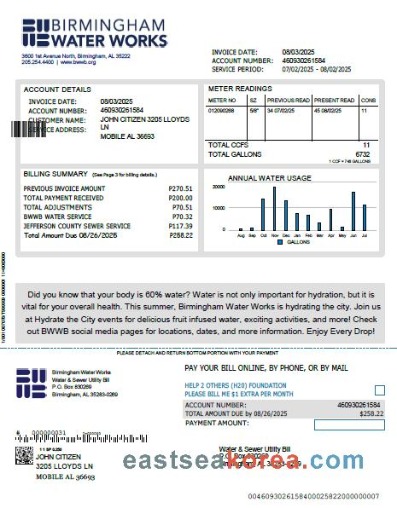 BIRMINGHAM
WATER WORKS
3600 1st Avenue North, Birmingham, AL 35222
205.254.4400 | www.bwwb.org
INVOICE DATE: 08/03/2025
ACCOUNT NUMBER: 460930261584
SERVICE PERIOD: 07/02/2025 - 08/02/2025
ACCOUNT DETAILS
INVOICE DATE: 08/03/2025
ACCOUNT NUMBER: 460930261584
CUSTOMER NAME: JOHN CITIZEN 3205 LLOYDS
SERVICE ADDRESS: LN
MOBILE AL 36693
METER READINGS
METER NO SZ PREVIOUS READ PRESENT READ CONS
012090268 5/8" 34 07/02/25 45 08/02/25 11
TOTAL CCFS 11
TOTAL GALLONS 6732
1 CCF = 748 GALLONS
BILLING SUMMARY (See Page 3 for billing details.)
PREVIOUS INVOICE AMOUNT P270.51
TOTAL PAYMENT RECEIVED P200.00
TOTAL ADJUSTMENTS P70.51
BWWB WATER SERVICE P70.32
JEFFERSON COUNTY SEWER SERVICE P117.39
Total Amount Due 08/26/2025 $258.22
ANNUAL WATER USAGE
20000
10000
0
Aug Sep Oct Nov Dec Jan Feb Mar Apr May Jun Jul
GALLONS
Did you know that your body is 60% water? Water is not only important for hydration, but it is
vital for your overall health. This summer, Birmingham Water Works is hydrating the city. Join us
at Hydrate the City events for delicious fruit infused water, exciting activities, and more! Check
out BWWB social media pages for locations, dates, and more information. Enjoy Every Drop!
PLEASE DETACH AND RETURN BOTTOM PORTION WITH YOUR PAYMENT
Birmingham Water Works
Water & Sewer Utility Bill
P.O. Box 830269
Birmingham, AL 35283-0269
PAY YOUR BILL ONLINE, BY PHONE, OR BY MAIL
HELP 2 OTHERS (H20) FOUNDATION
PLEASE BILL ME $1 EXTRA PER MONTH
ACCOUNT NUMBER: 460930261584
TOTAL AMOUNT DUE by 08/26/2025 $258.22
PAYMENT AMOUNT:
JOHN CITIZEN
3205 LLOYDS LN
MOBILE AL 36693
Water & Sewer Utility Bill
P.O. Box
Birmingham AL 35283-0269
eastseakorea.com